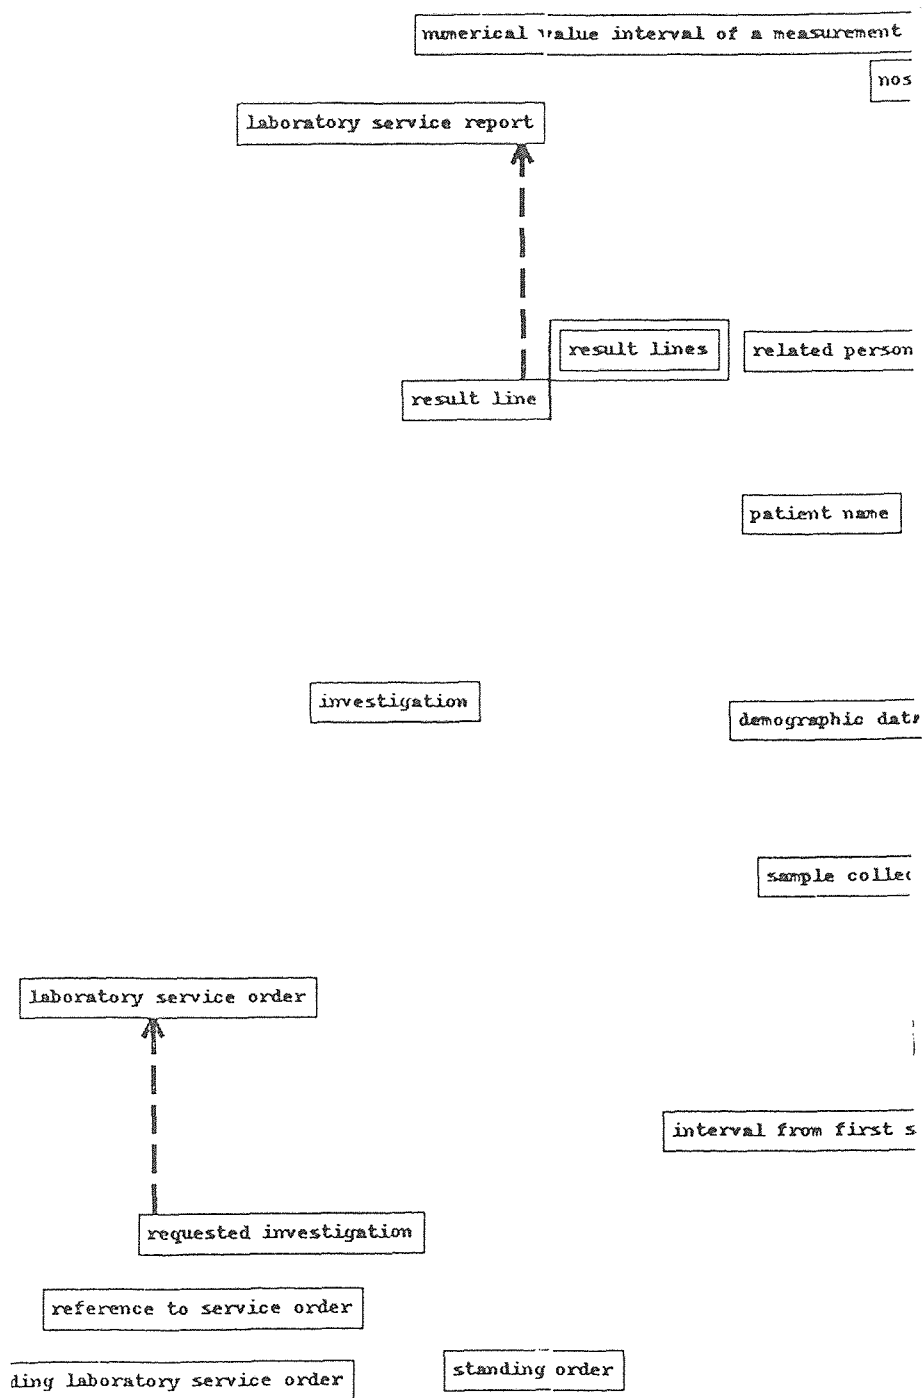 numerical value interval of a measurement
nos
laboratory service report
result lines
related person
result line
patient name
investigation
demographic data
sample collec
laboratory service order
interval from first s
requested investigation
reference to service order
standing order
ding laboratory service order